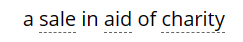 a sale in aid of charity